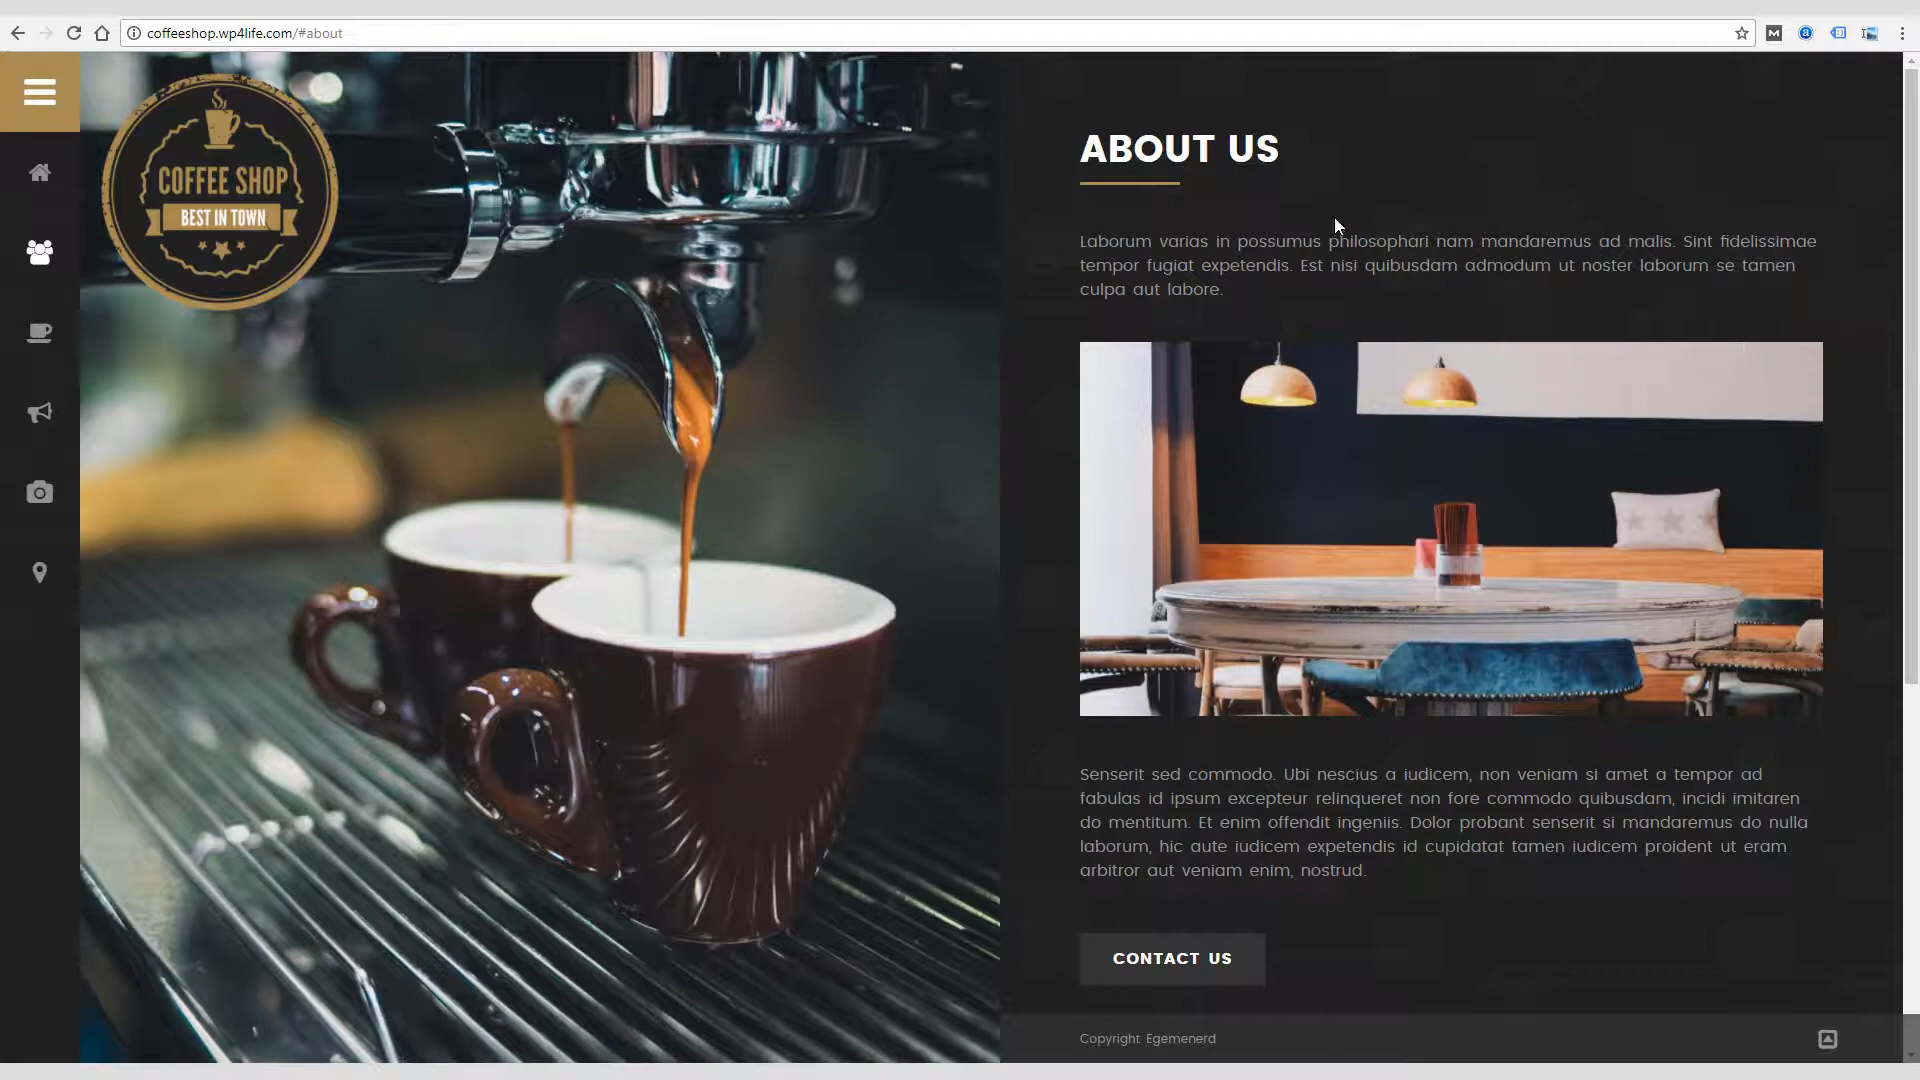 coffeeshop.wp4life.com/#about
COFFEE SHOP
BEST IN TOWN
ABOUT US
Laborum varias in possumus philosophari nam mandaremus ad malis. Sint fidelissimae
tempor fugiat expetendis. Est nisi quibusdam admodum ut noster laborum se tamen
culpa aut labore.
Senserit sed commodo. Ubi nescius a iudicem, non veniam si amet a tempor ad
fabulas id ipsum excepteur relinqueret non fore commodo quibusdam, incidi imitaren
do mentitum. Et enim offendit ingeniis. Dolor probant senserit si mandaremus do nulla
laborum, hic aute iudicem expetendis id cupidatat tamen iudicem proident ut eram
arbitror aut veniam enim, nostrud.
CONTACT US
Copyright Egemenerd